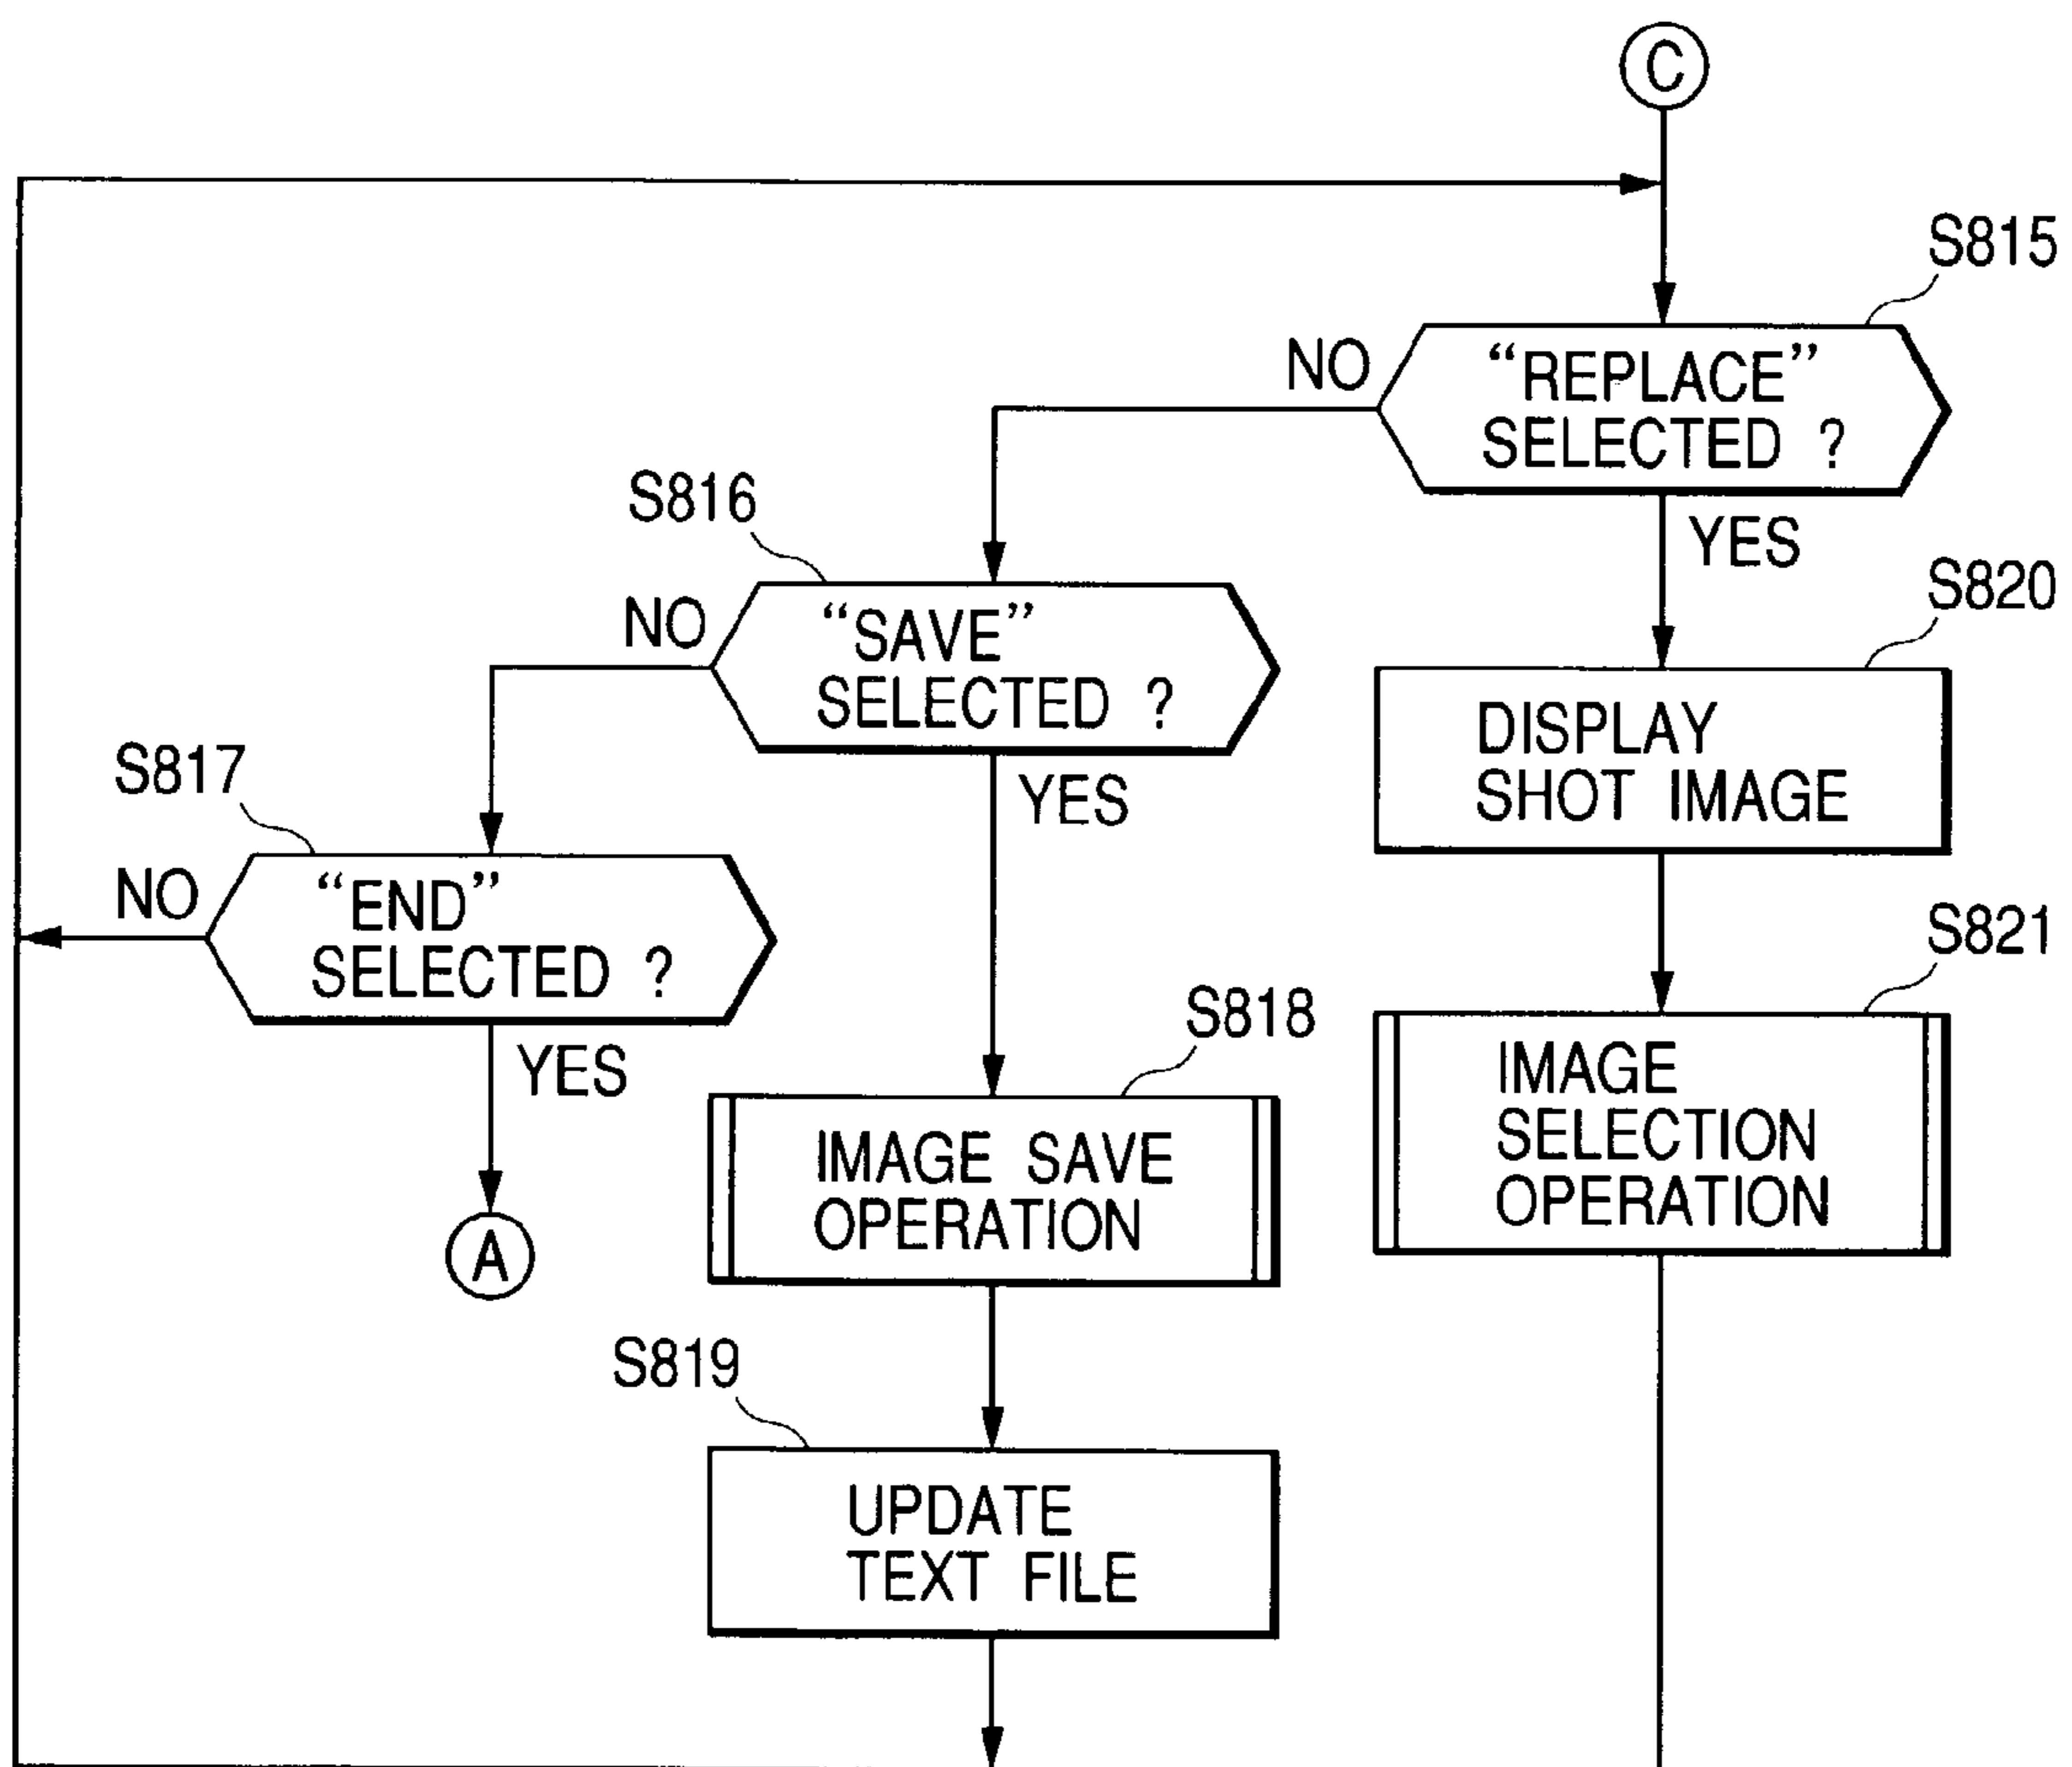 C
S815
NO
“REPLACE”
SELECTED ?
YES
S816
NO
“SAVE”
SELECTED ?
YES
S820
DISPLAY
SHOT IMAGE
S817
NO
“END”
SELECTED ?
YES
A
S818
IMAGE SAVE
OPERATION
S821
IMAGE
SELECTION
OPERATION
S819
UPDATE
TEXT FILE